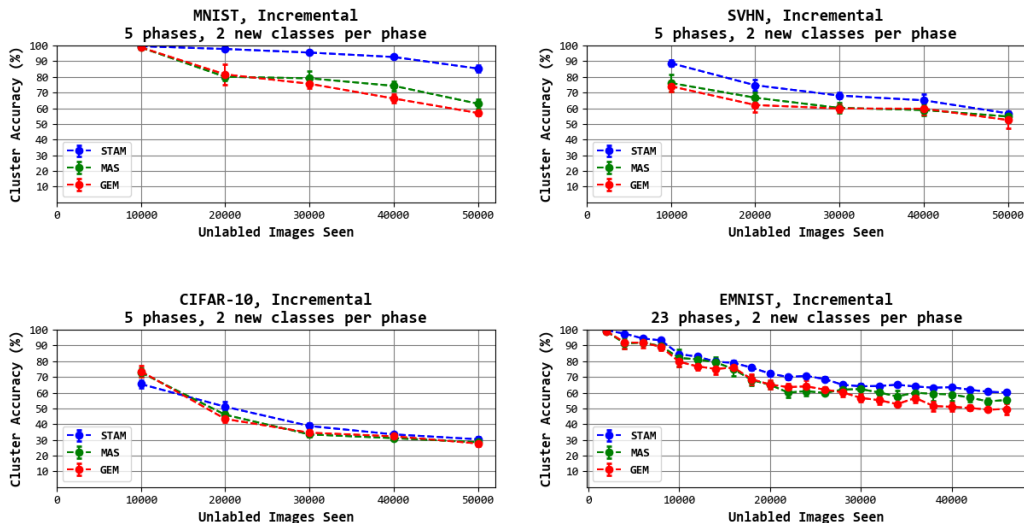 MNIST, Incremental
5 phases, 2 new classes per phase
Cluster Accuracy (%)
100
90
80
70
60
50
40
30
20
10
STAM
MAS
GEM
0 10000 20000 30000 40000 50000
Unlabled Images Seen
SVHN, Incremental
5 phases, 2 new classes per phase
Cluster Accuracy (%)
100
90
80
70
60
50
40
30
20
10
STAM
MAS
GEM
0 10000 20000 30000 40000 50000
Unlabled Images Seen
CIFAR-10, Incremental
5 phases, 2 new classes per phase
Cluster Accuracy (%)
100
90
80
70
60
50
40
30
20
10
STAM
MAS
GEM
0 10000 20000 30000 40000 50000
Unlabled Images Seen
EMNIST, Incremental
23 phases, 2 new classes per phase
Cluster Accuracy (%)
100
90
80
70
60
50
40
30
20
10
STAM
MAS
GEM
0 10000 20000 30000 40000
Unlabled Images Seen